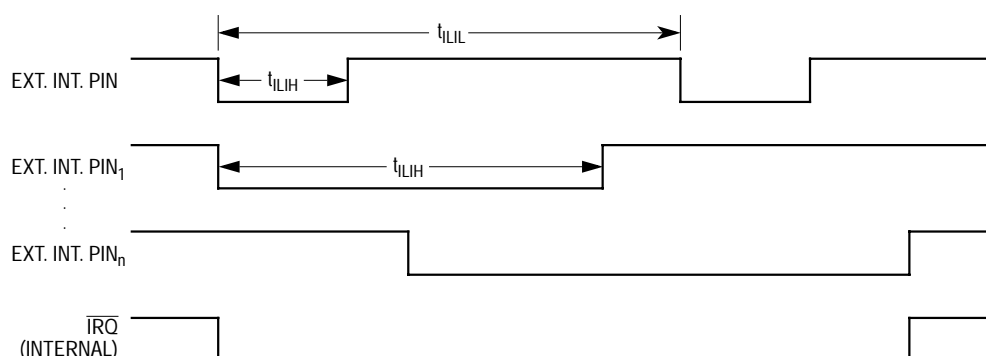 tILIL
EXT. INT. PIN
tILIH
EXT. INT. PIN1
tILIH
.
.
.
EXT. INT. PINn
IRQ
(INTERNAL)